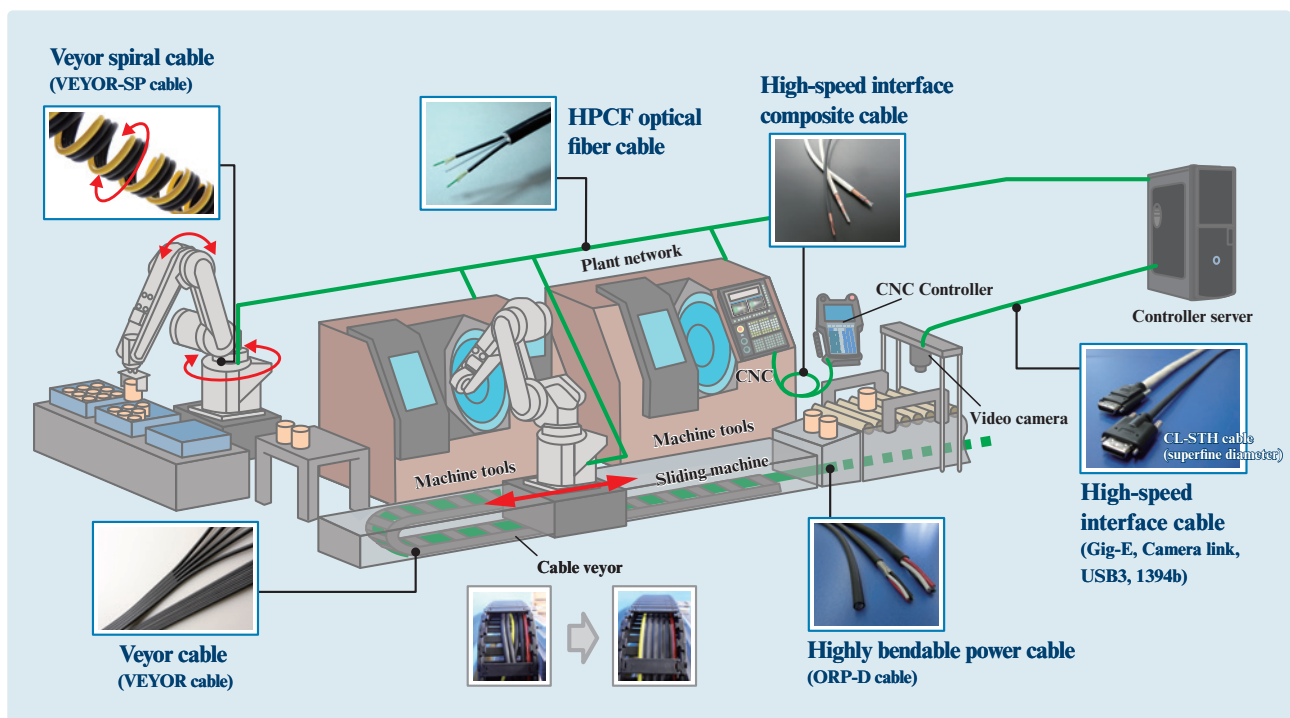 Veyor spiral cable
(VEYOR-SP cable)
HPCF optical
fiber cable
High-speed interface
composite cable
Plant network
CNC Controller
Controller server
CNC
Video camera
Machine tools
Machine tools
Sliding machine
CL-STH cable
(superfine diameter)
High-speed
interface cable
(Gig-E, Camera link,
USB3, 1394b)
Cable veyor
Veyor cable
(VEYOR cable)
Highly bendable power cable
(ORP-D cable)